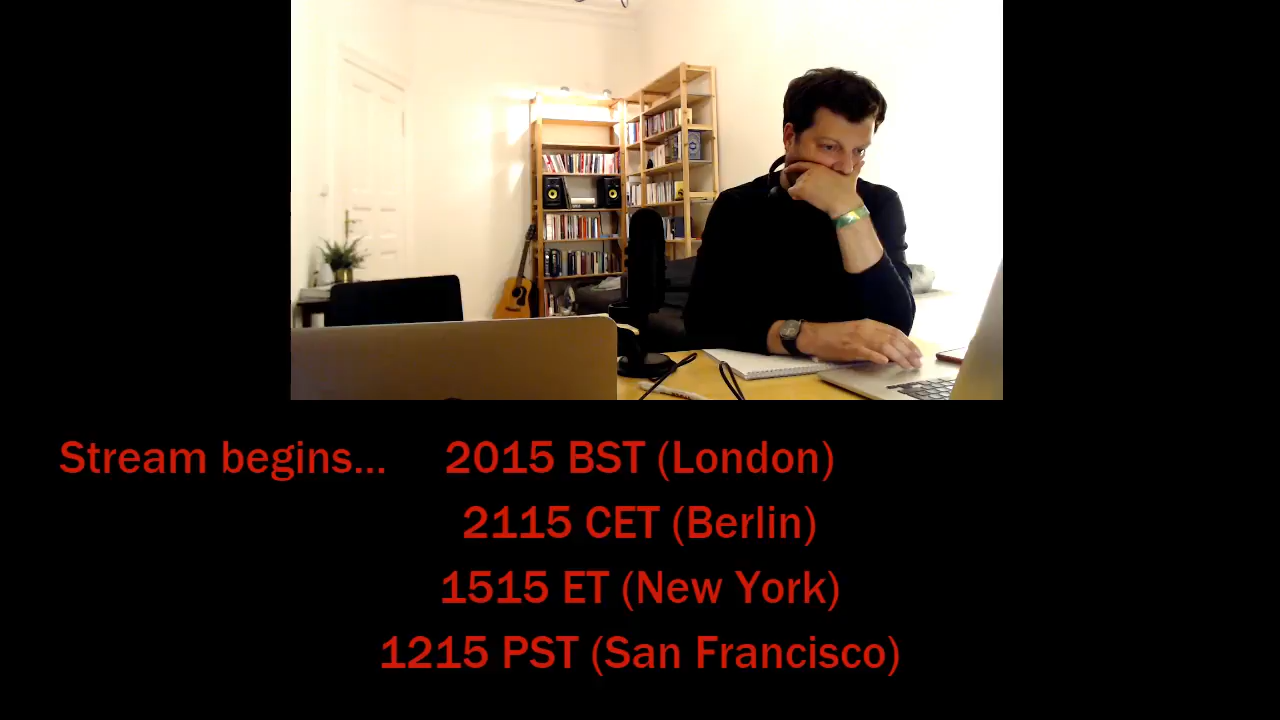 Stream begins... 2015 BST (London)
2115 CET (Berlin)
1515 ET (New York)
1215 PST (San Francisco)